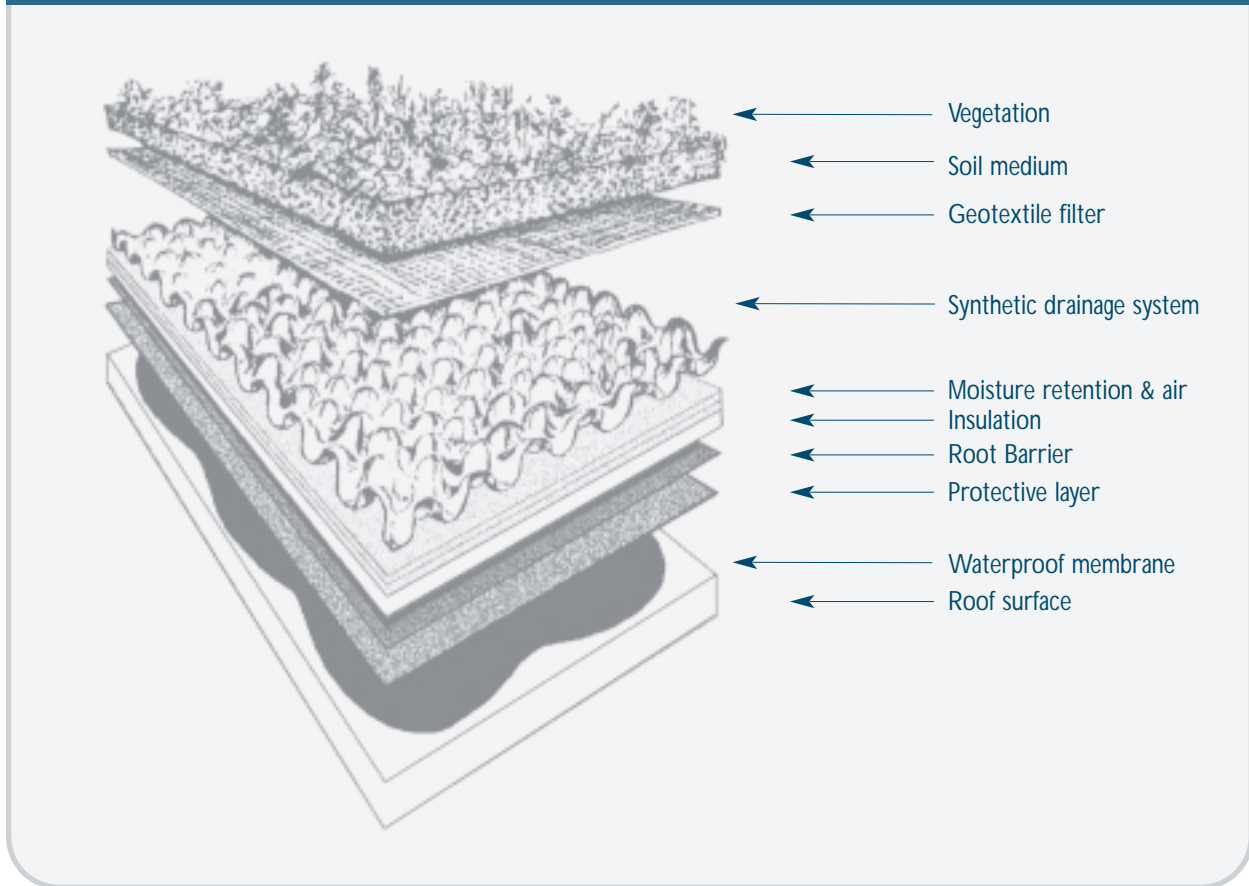 Vegetation
Soil medium
Geotextile filter
Synthetic drainage system
Moisture retention & air
Insulation
Root Barrier
Protective layer
Waterproof membrane
Roof surface